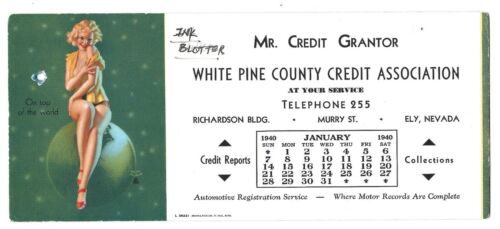 On top
of the world
INK
BLOTTER
MR. CREDIT GRANTOR
WHITE PINE COUNTY CREDIT ASSOCIATION
AT YOUR SERVICE
TELEPHONE 255
RICHARDSON BLDG. MURRY ST. ELY, NEVADA
1940 JANUARY 1940
SUN MON TUE WED THU FRI SAT
* 1 2 3 4 5 6
7 8 9 10 11 12 13
14 15 16 17 18 19 20
21 22 23 24 25 26 27
28 29 30 31 * * *
Credit Reports
Collections
Automotive Registration Service — Where Motor Records Are Complete